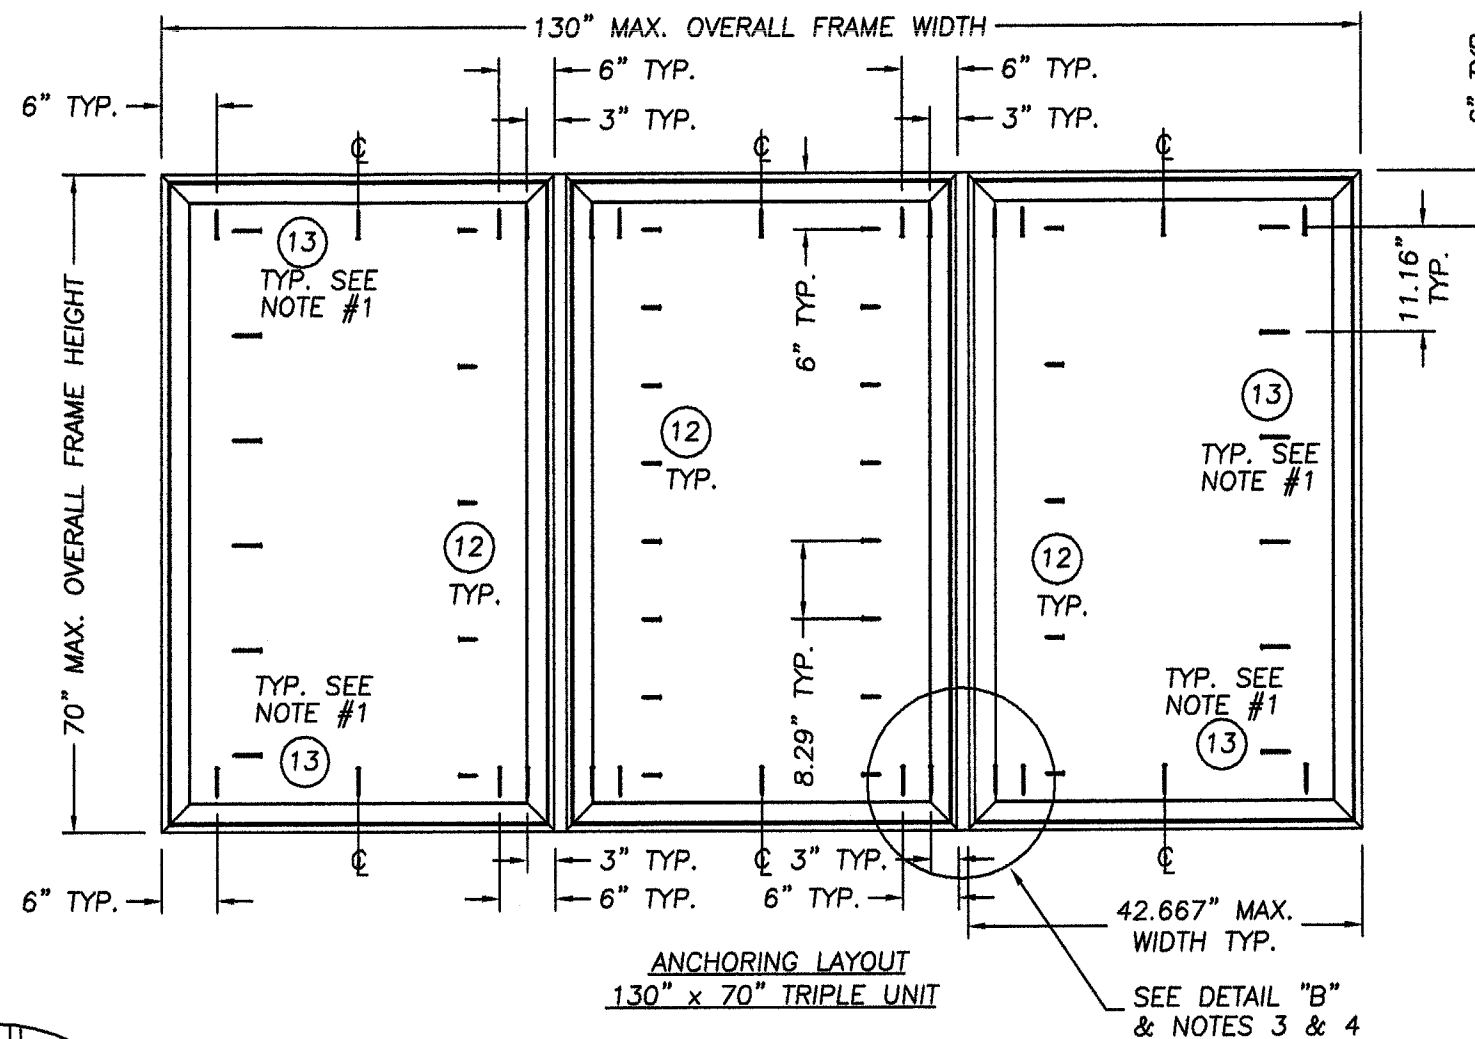 130" MAX. OVERALL FRAME WIDTH
6" TYP.
6" TYP.
6" TYP.
3" TYP.
3" TYP.
6" TYP.
℄
℄
℄
13
TYP. SEE
NOTE #1
70" MAX. OVERALL FRAME HEIGHT
6" TYP.
11.16"
TYP.
12
TYP.
13
TYP. SEE
NOTE #1
12
TYP.
12
TYP.
8.29" TYP.
TYP. SEE
NOTE #1
13
TYP. SEE
NOTE #1
13
℄
3" TYP.
℄
3" TYP.
℄
6" TYP.
6" TYP.
6" TYP.
42.667" MAX.
WIDTH TYP.
ANCHORING LAYOUT
130" x 70" TRIPLE UNIT
SEE DETAIL "B"
& NOTES 3 & 4